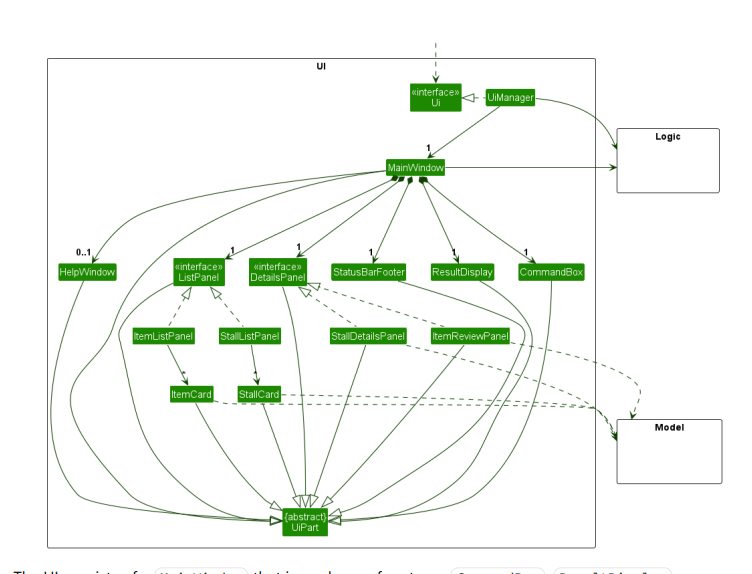 UI
«interface»
Ui
UiManager
Logic
1
MainWindow
0..1
1
1
1
1
1
HelpWindow
«interface»
ListPanel
«interface»
DetailsPanel
StatusBarFooter
ResultDisplay
CommandBox
ItemListPanel
StallListPanel
StallDetailsPanel
ItemReviewPanel
*
*
ItemCard
StallCard
Model
{abstract}
UiPart